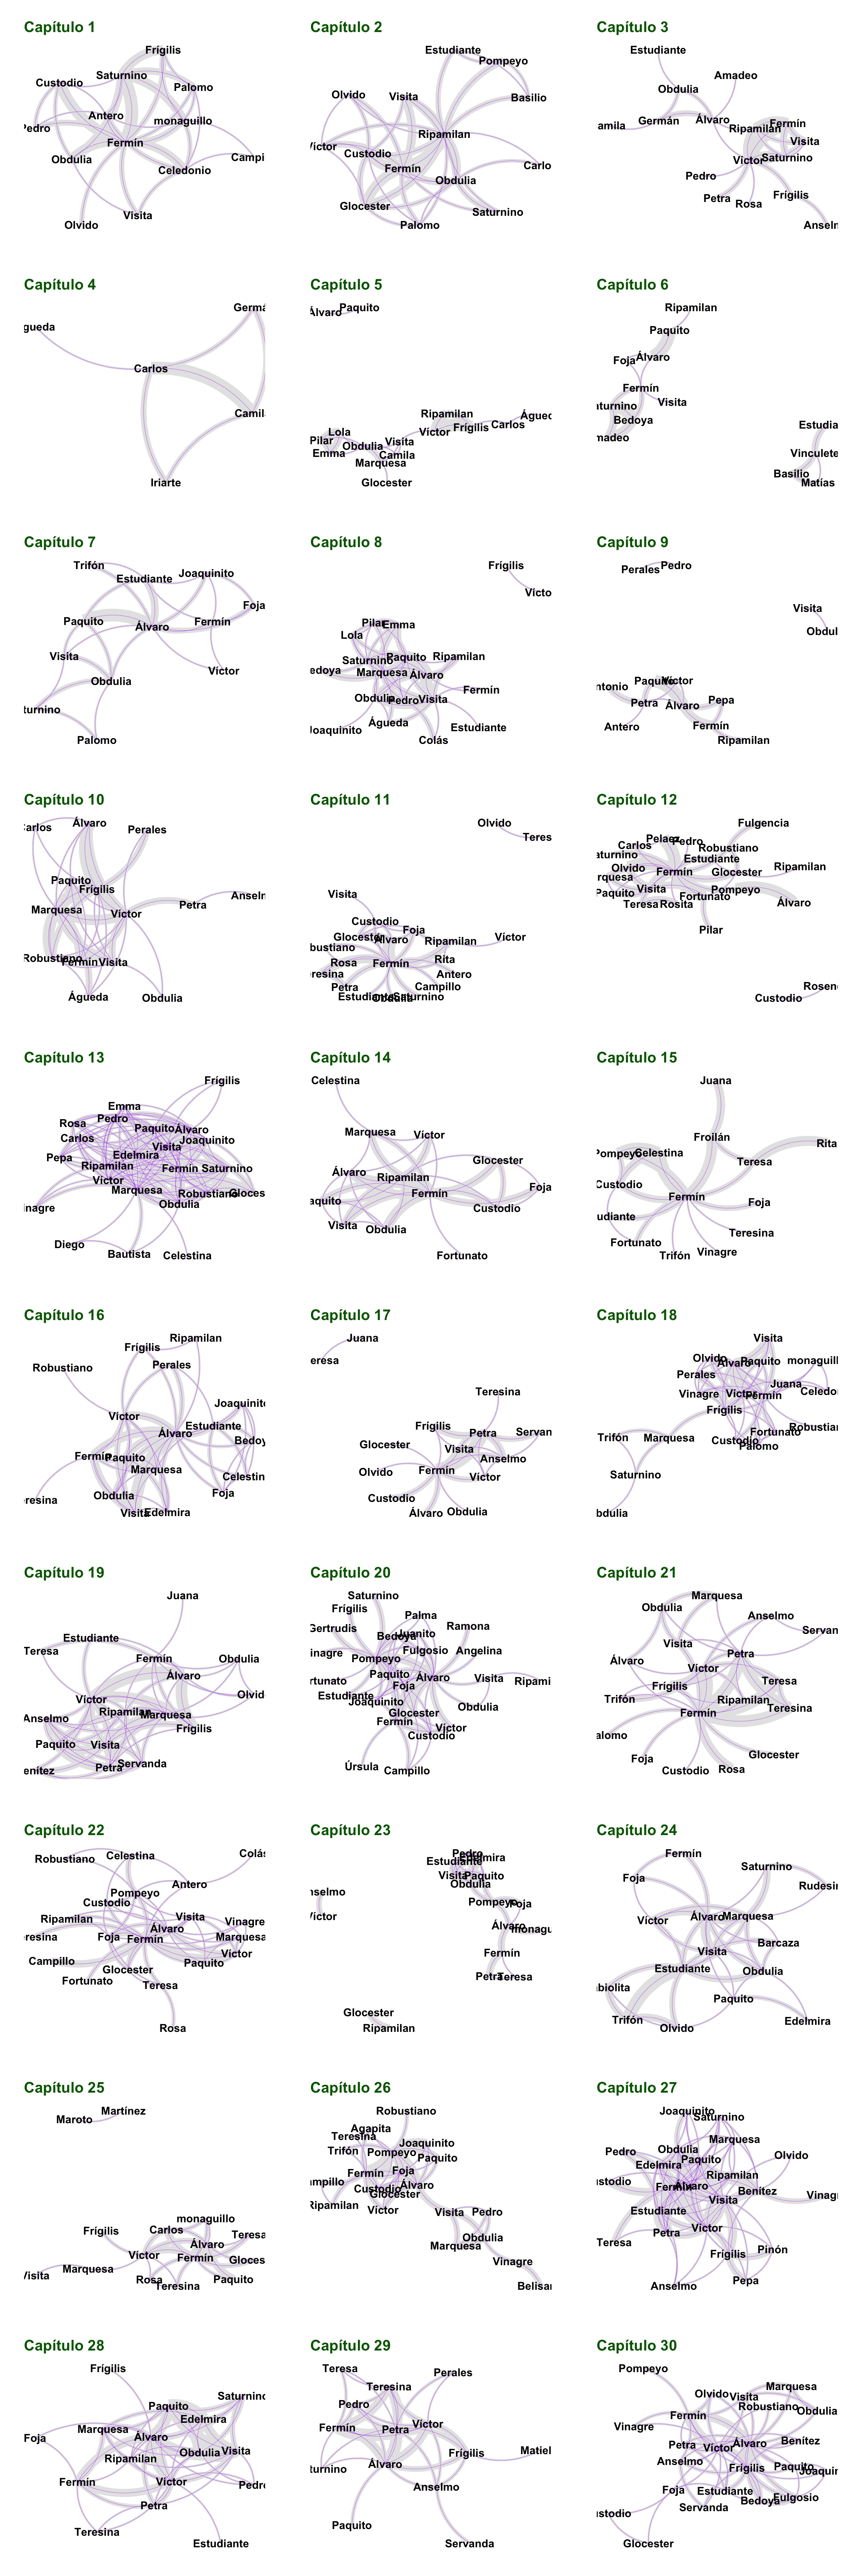 Capítulo 1
Frígilis
Saturnino
Custodio
Palomo
Antero
monaguillo
Pedro
Fermín
Obdulia
Campi
Celedonio
Visita
Olvido
Capítulo 2
Estudiante
Pompeyo
Olvido
Visita
Basilio
Ripamilan
Víctor
Custodio
Fermín
Carlo
Obdulia
Glocester
Saturnino
Palomo
Capítulo 3
Estudiante
Amadeo
Obdulia
Germán
Álvaro
Fermín
amila
Ripamilan
Visita
Víctor
Saturnino
Pedro
Petra
Rosa
Frígilis
Anseln
Capítulo 4
Germá
gueda
Carlos
Camil
Iriarte
Capítulo 5
Álvaro
Paquito
Ripamilan
Águec
Carlos
Lola
Víctor
Frígilis
Pilar
Obdulia
Visita
Emma
Camila
Marquesa
Glocester
Capítulo 6
Ripamilan
Paquito
Foja
Álvaro
Fermín
Visita
aturnino
Bedoya
Estudia
madeo
Vinculete
Basilio
Matías
Capítulo 7
Trifón
Estudiante
Joaquinito
Foja
Paquito
Álvaro
Fermín
Visita
Víctor
Obdulia
turnino
Palomo
Capítulo 8
Frígilis
Victo
Pilar
Emma
Lola
Saturnino
Paquito
Ripamilan
edoya
Marquesa
Álvaro
Fermín
Obdulia
Pedro
Visita
Águeda
Joaquinito
Estudiante
Colás
Capítulo 9
Perales
Pedro
Visita
Obdul
ntonio
Paquito
Víctor
Petra
Álvaro
Pepa
Antero
Fermín
Ripamilan
Capítulo 10
Carlos
Álvaro
Perales
Paquito
Frígilis
Anseln
Marquesa
Víctor
Petra
Robustiano
Fermín
Visita
Águeda
Obdulia
Capítulo 11
Olvido
Teres
Visita
Custodio
Foja
Glocester
Álvaro
Ripamilan
Víctor
bustiano
Rosa
Fermín
Rita
resina
Antero
Petra
Campillo
Estudiante
Obdulia
Saturnino
Capítulo 12
Fulgencia
Pelaez
Pedro
Carlos
Robustiano
aturnino
Estudiante
Olvido
Fermín
Glocester
Ripamilan
rquesa
Paquito
Visita
Pompeyo
Teresa
Rosita
Fortunato
Álvaro
Pilar
Rosen
Custodio
Capítulo 13
Frígilis
Emma
Pedro
Rosa
Paquito
Álvaro
Carlos
Joaquinito
Visita
Pepa
Edelmira
Ripamilan
Fermín
Saturnino
Víctor
Marquesa
Robustiano
Gloces
Obdulia
inagre
Diego
Bautista
Celestina
Capítulo 14
Celestina
Marquesa
Víctor
Glocester
Álvaro
Ripamilan
Foja
aquito
Fermín
Custodio
Visita
Obdulia
Fortunato
Capítulo 15
Juana
Froilán
Rita
Pompeyo
Celestina
Teresa
Custodio
Fermín
Foja
udiante
Teresina
Fortunato
Trifón
Vinagre
Capítulo 16
Ripamilan
Frígilis
Robustiano
Perales
Joaquinito
Víctor
Estudiante
Álvaro
Bedoy
Fermín
Paquito
Marquesa
Celestin
resina
Obdulia
Foja
Visita
Edelmira
Capítulo 17
Juana
eresa
Teresina
Frígilis
Petra
Servan
Glocester
Visita
Anselmo
Olvido
Fermín
Víctor
Custodio
Álvaro
Obdulia
Capítulo 18
Visita
Olvido
Álvaro
Paquito
monaguill
Perales
Juana
Vinagre
Víctor
Fermín
Celedo
Frígilis
Robustiar
Trifón
Marquesa
Custodio
Fortunato
Palomo
Saturnino
bdulia
Capítulo 19
Juana
Estudiante
Teresa
Fermín
Obdulia
Álvaro
Olvid
Víctor
Anselmo
Ripamilan
Marquesa
Frígilis
Paquito
Visita
Petra
Servanda
enítez
Capítulo 20
Saturnino
Frígilis
Palma
Gertrudis
Ramona
Bedoya
Juanito
inagre
Fulgosio
Angelina
Pompeyo
rtunato
Paquito
Álvaro
Visita
Ripami
Foja
Estudiante
Joaquinito
Obdulia
Glocester
Fermín
Víctor
Custodio
Úrsula
Campillo
Capítulo 21
Marquesa
Obdulia
Anselmo
Servan
Visita
Petra
Álvaro
Víctor
Teresa
Frígilis
Trifón
Ripamilan
Teresina
Fermín
alomo
Foja
Glocester
Custodio
Rosa
Capítulo 22
Celestina
Colás
Robustiano
Antero
Pompeyo
Custodio
Ripamilan
Visita
Vinagre
Álvaro
resina
Foja
Fermín
Marquesa
Víctor
Campillo
Glocester
Paquito
Fortunato
Teresa
Rosa
Capítulo 23
Pedro
Edelmira
Estudiante
Visita
Paquito
Obdulia
nselmo
Pompeyo
Foja
Víctor
Álvaro
monagu
Fermín
Petra
Teresa
Glocester
Ripamilan
Capítulo 24
Fermín
Saturnino
Foja
Rudesin
Víctor
Álvaro
Marquesa
Barcaza
Visita
Estudiante
Obdulia
abiolita
Paquito
Trifón
Olvido
Edelmira
Capítulo 25
Maroto
Martínez
monaguillo
Frígilis
Carlos
Teresa
Álvaro
Víctor
Fermín
Gloces
Marquesa
Visita
Rosa
Teresina
Paquito
Capítulo 26
Robustiano
Agapita
Teresina
Joaquinito
Trifón
Pompeyo
Paquito
Fermín
Foja
ampillo
Custodio
Álvaro
Glocester
Ripamilan
Víctor
Visita
Pedro
Obdulia
Marquesa
Vinagre
Belisar
Capítulo 27
Joaquinito
Saturnino
Marquesa
Pedro
Obdulia
Olvido
Edelmira
Paquito
Ripamilan
ustodio
Fermín
Álvaro
Benítez
Vinagr
Visita
Estudiante
Teresa
Petra
Víctor
Pinón
Frígilis
Anselmo
Pepa
Capítulo 28
Frígilis
Saturnino
Paquito
Edelmira
Marquesa
Foja
Álvaro
Obdulia
Visita
Ripamilan
Fermín
Víctor
Pedro
Petra
Teresina
Estudiante
Capítulo 29
Teresa
Perales
Teresina
Pedro
Fermín
Petra
Víctor
Matiel
Frígilis
turnino
Álvaro
Anselmo
Paquito
Servanda
Capítulo 30
Pompeyo
Marquesa
Olvido
Visita
Robustiano
Obdulia
Vinagre
Fermín
Petra
Víctor
Álvaro
Benítez
Anselmo
Frígilis
Paquito
Joaquin
Foja
Estudiante
Fulgosio
Servanda
Bedoya
ustodio
Glocester